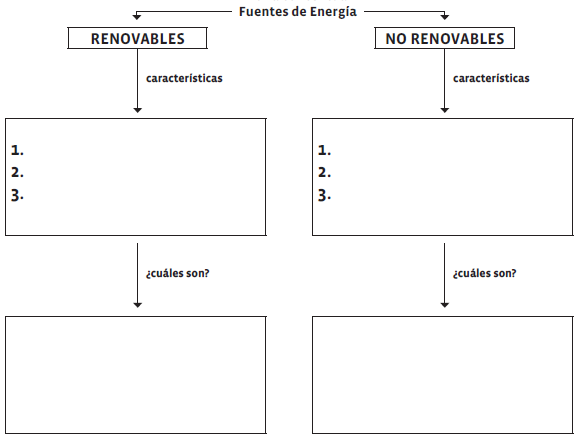 Fuentes de Energía
RENOVABLES
NO RENOVABLES
características
características
1.
2.
3.
1.
2.
3.
¿cuáles son?
¿cuáles son?